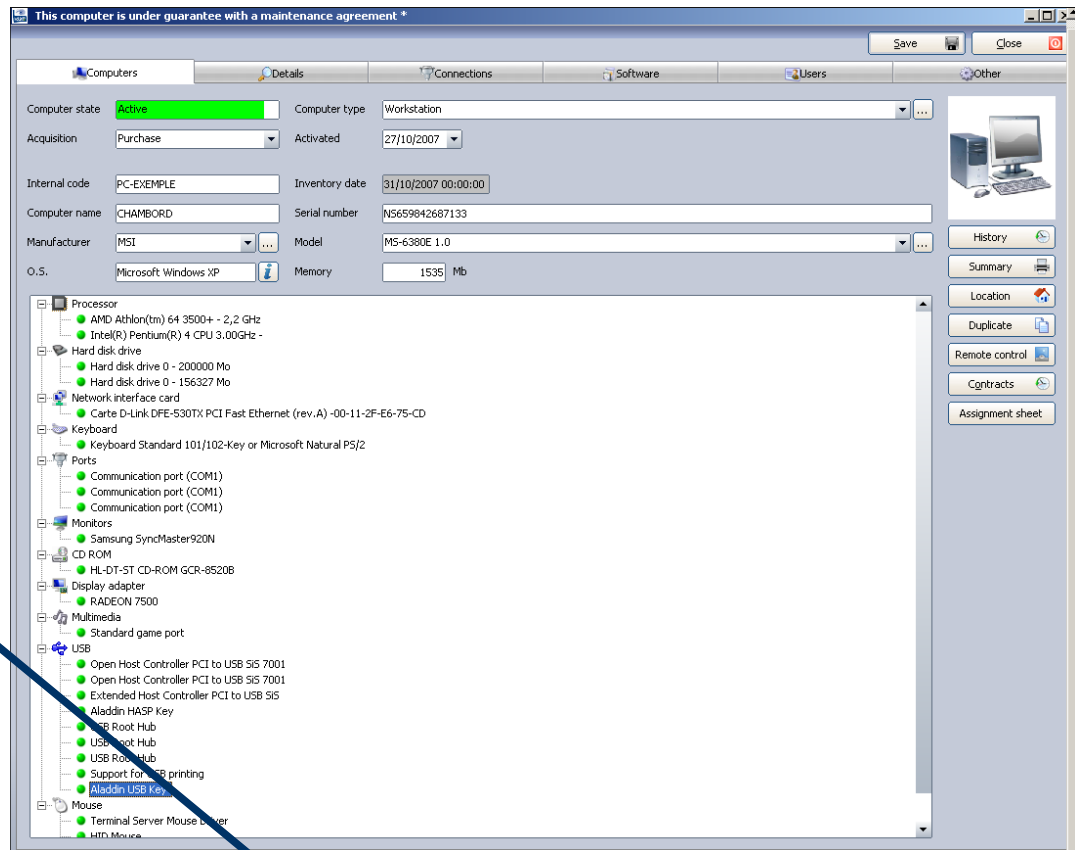 This computer is under guarantee with a maintenance agreement *
Save Close
Computers Details Connections Software Users Other
Computer state Active Computer type Workstation
Acquisition Purchase Activated 27/10/2007
Internal code PC-EXEMPLE Inventory date 31/10/2007 00:00:00
Computer name CHAMBORD Serial number NS659842687133
Manufacturer MSI ... Model MS-6380E 1.0 ...
O.S. Microsoft Windows XP Memory 1535 Mb
History
Summary
Location
Duplicate
Remote control
Contracts
Assignment sheet
Processor
AMD Athlon(tm) 64 3500+ - 2,2 GHz
Intel(R) Pentium(R) 4 CPU 3.00GHz -
Hard disk drive
Hard disk drive 0 - 200000 Mo
Hard disk drive 0 - 156327 Mo
Network interface card
Carte D-Link DFE-530TX PCI Fast Ethernet (rev.A) -00-11-2F-E6-75-CD
Keyboard
Keyboard Standard 101/102-Key or Microsoft Natural PS/2
Ports
Communication port (COM1)
Communication port (COM1)
Communication port (COM1)
Monitors
Samsung SyncMaster920N
CD ROM
HL-DT-ST CD-ROM GCR-8520B
Display adapter
RADEON 7500
Multimedia
Standard game port
USB
Open Host Controller PCI to USB SiS 7001
Open Host Controller PCI to USB SiS 7001
Extended Host Controller PCI to USB SiS
Aladdin HASP Key
USB Root Hub
USB Root Hub
USB Root Hub
Support for USB printing
Aladdin USB Key
Mouse
Terminal Server Mouse Driver
HID Mouse